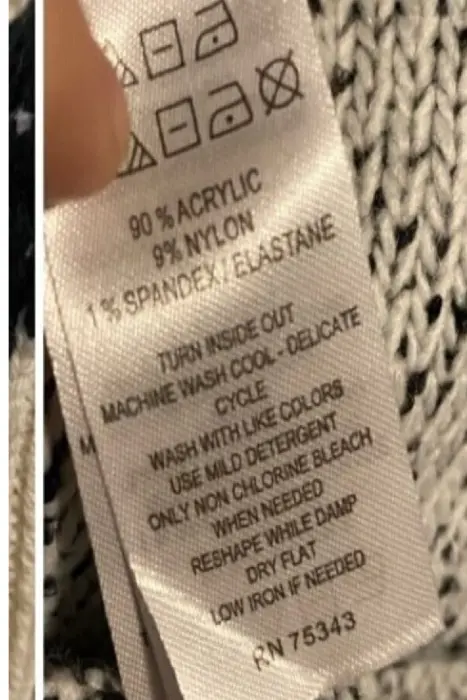 90 % ACRYLIC
9% NYLON
1 % SPANDEX / ELASTANE
TURN INSIDE OUT
MACHINE WASH COOL - DELICATE
CYCLE
WASH WITH LIKE COLORS
USE MILD DETERGENT
ONLY NON CHLORINE BLEACH
WHEN NEEDED
RESHAPE WHILE DAMP
DRY FLAT
LOW IRON IF NEEDED
RN 75343
M